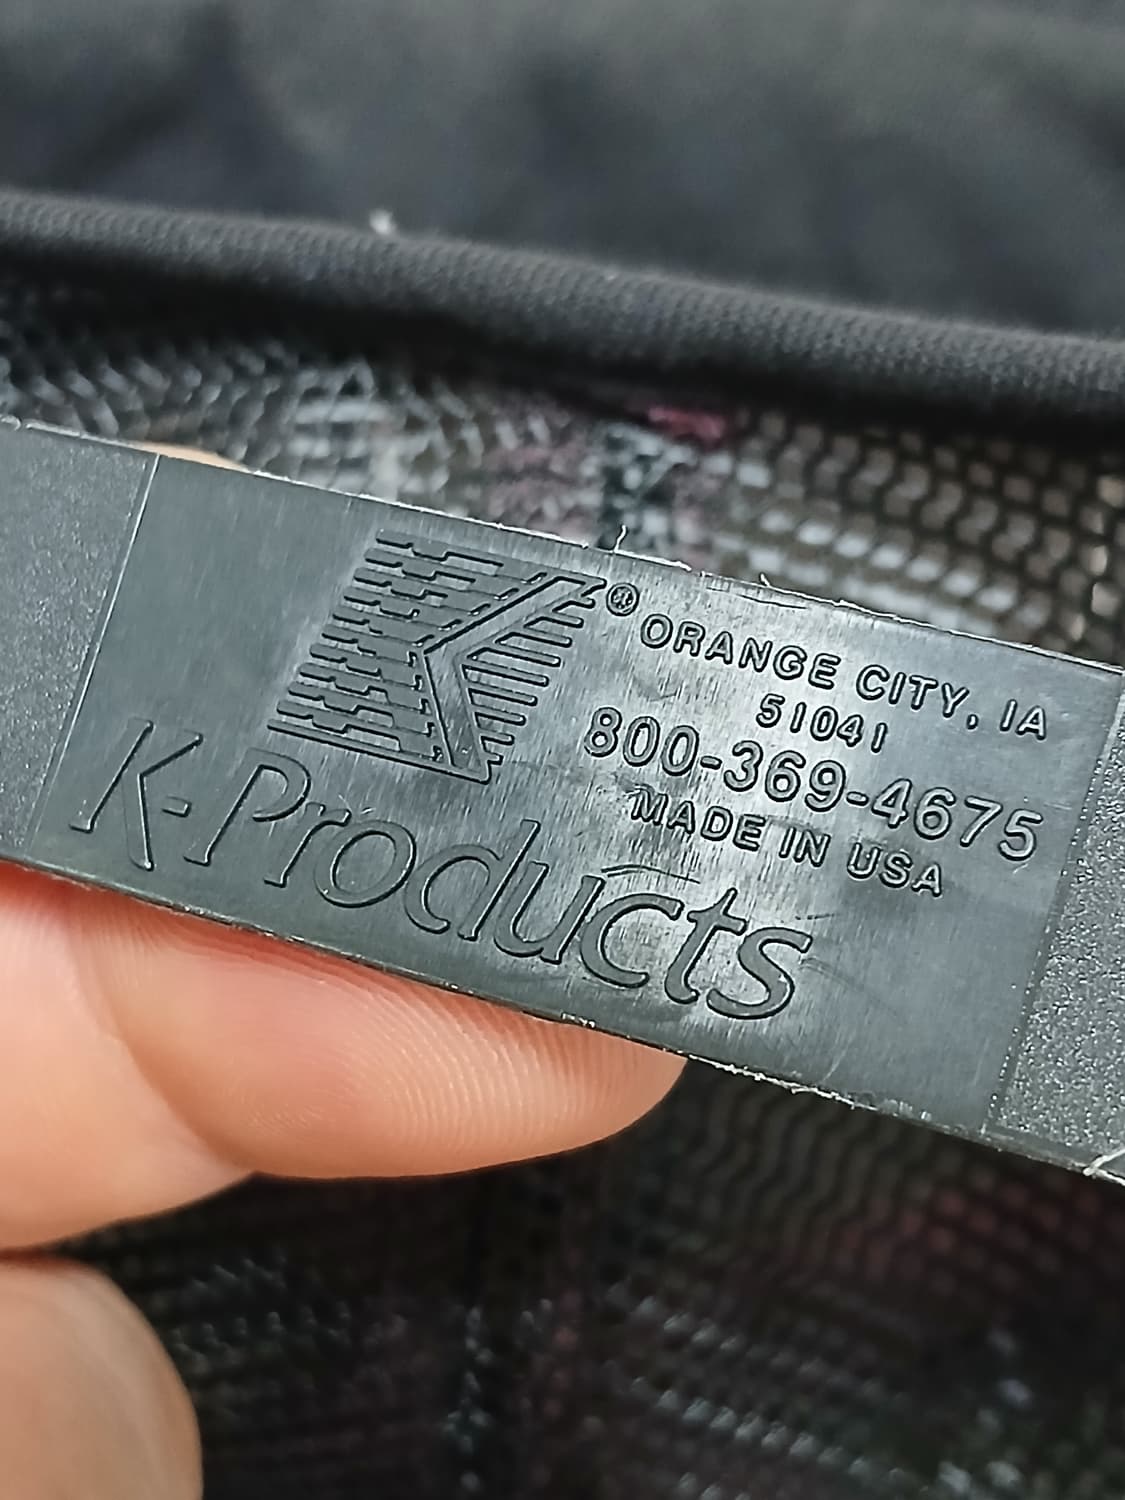 K®
ORANGE CITY, IA
51041
800-369-4675
MADE IN USA
K-Products